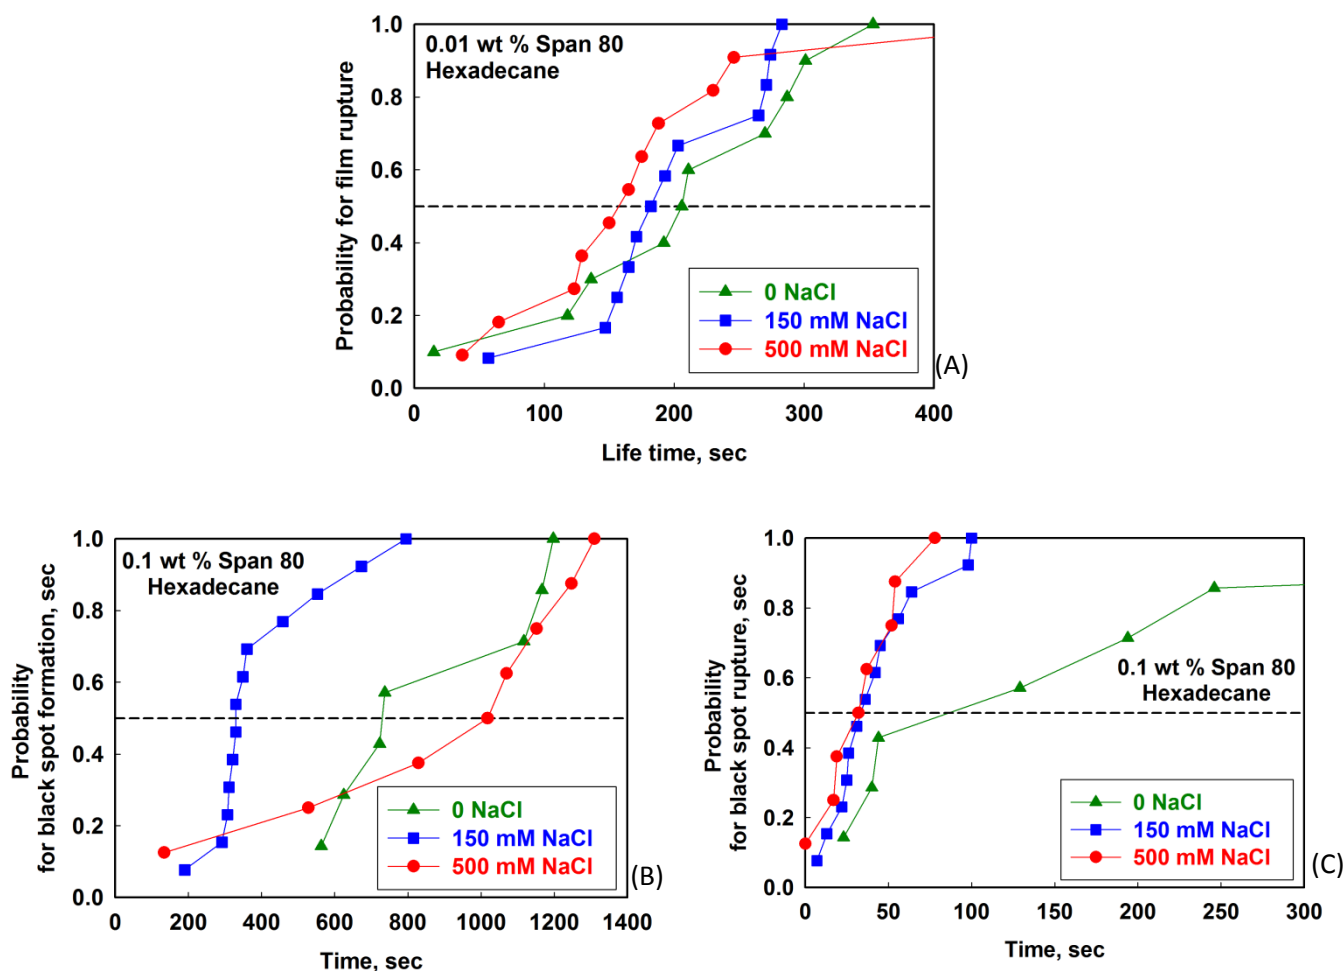 0.01 wt % Span 80
Hexadecane
Probability for film rupture
1.0
0.8
0.6
0.4
0.2
0.0
0 NaCl
150 mM NaCl
500 mM NaCl
0 100 200 300 400
Life time, sec
(A)
0.1 wt % Span 80
Hexadecane
Probability
for black spot formation, sec
1.0
0.8
0.6
0.4
0.2
0.0
0 NaCl
150 mM NaCl
500 mM NaCl
0 200 400 600 800 1000 1200 1400
Time, sec
(B)
0.1 wt % Span 80
Hexadecane
Probability
for black spot rupture, sec
1.0
0.8
0.6
0.4
0.2
0.0
0 NaCl
150 mM NaCl
500 mM NaCl
0 50 100 150 200 250 300
Time, sec
(C)